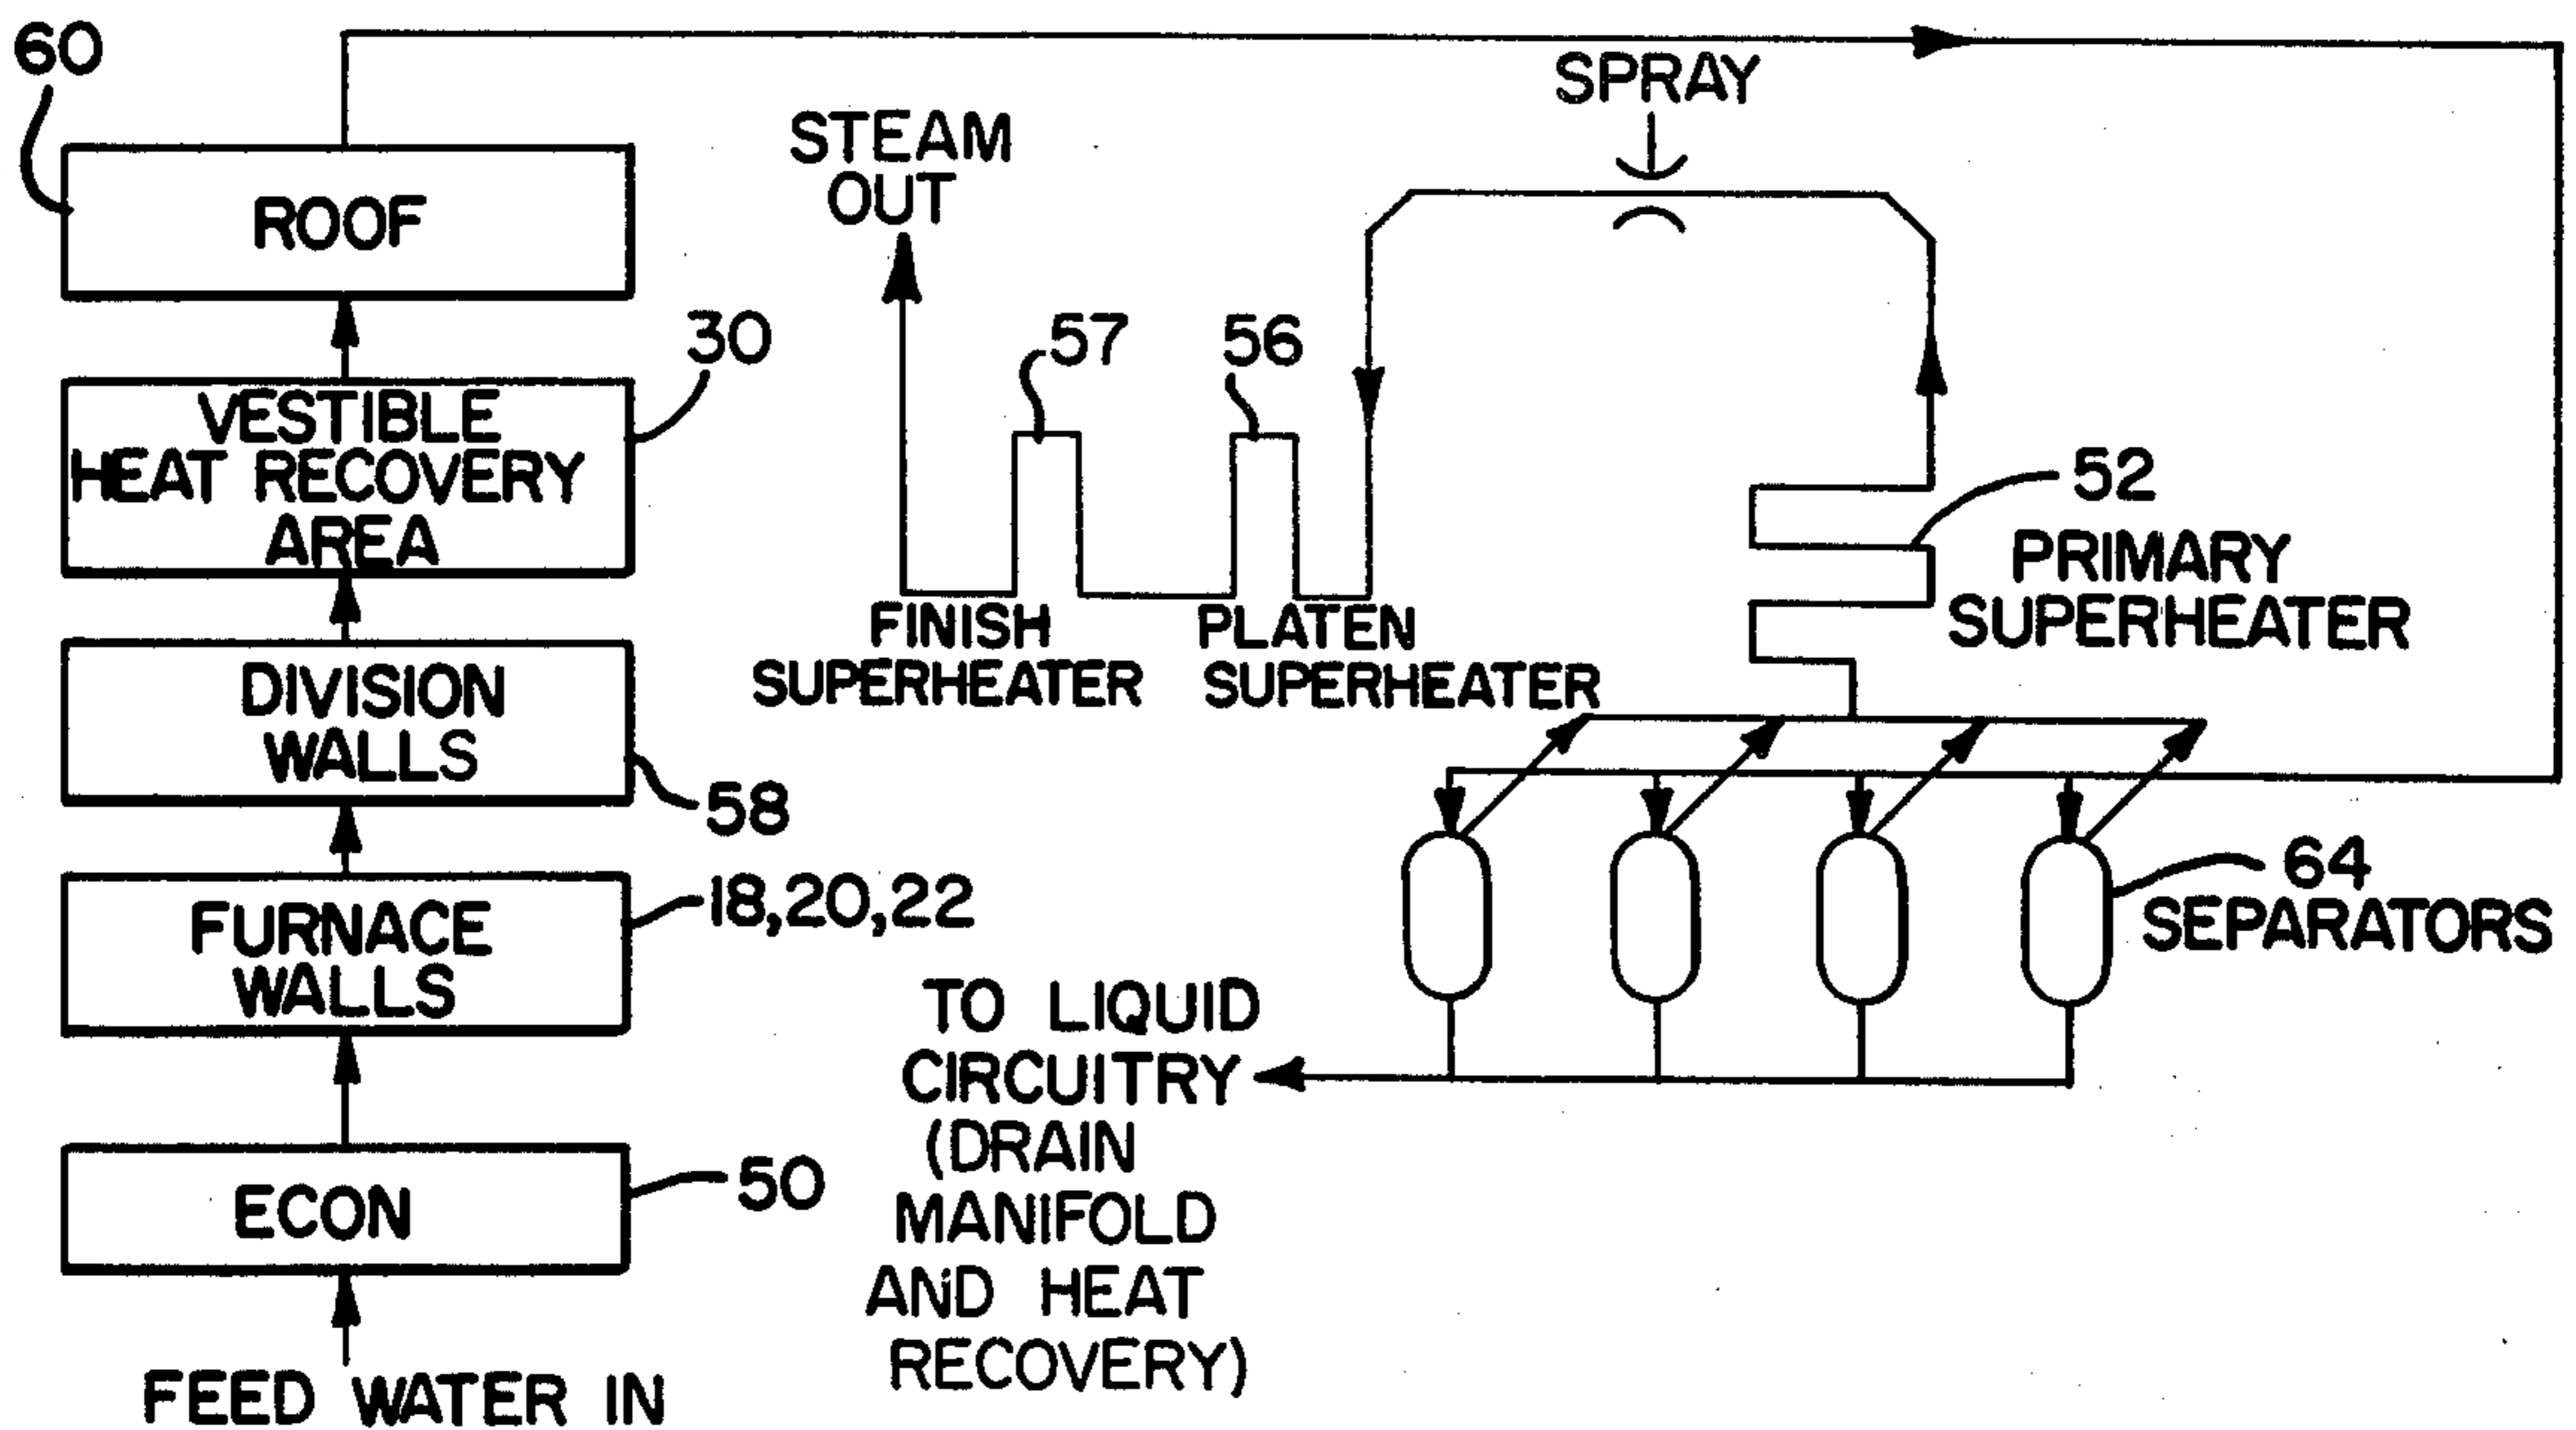 60
ROOF
30
VESTIBLE
HEAT RECOVERY
AREA
DIVISION
WALLS
58
FURNACE
WALLS
18,20,22
ECON
50
FEED WATER IN
STEAM
OUT
SPRAY
57
56
FINISH
SUPERHEATER
PLATEN
SUPERHEATER
52
PRIMARY
SUPERHEATER
64
SEPARATORS
TO LIQUID
CIRCUITRY
(DRAIN
MANIFOLD
AND HEAT
RECOVERY)